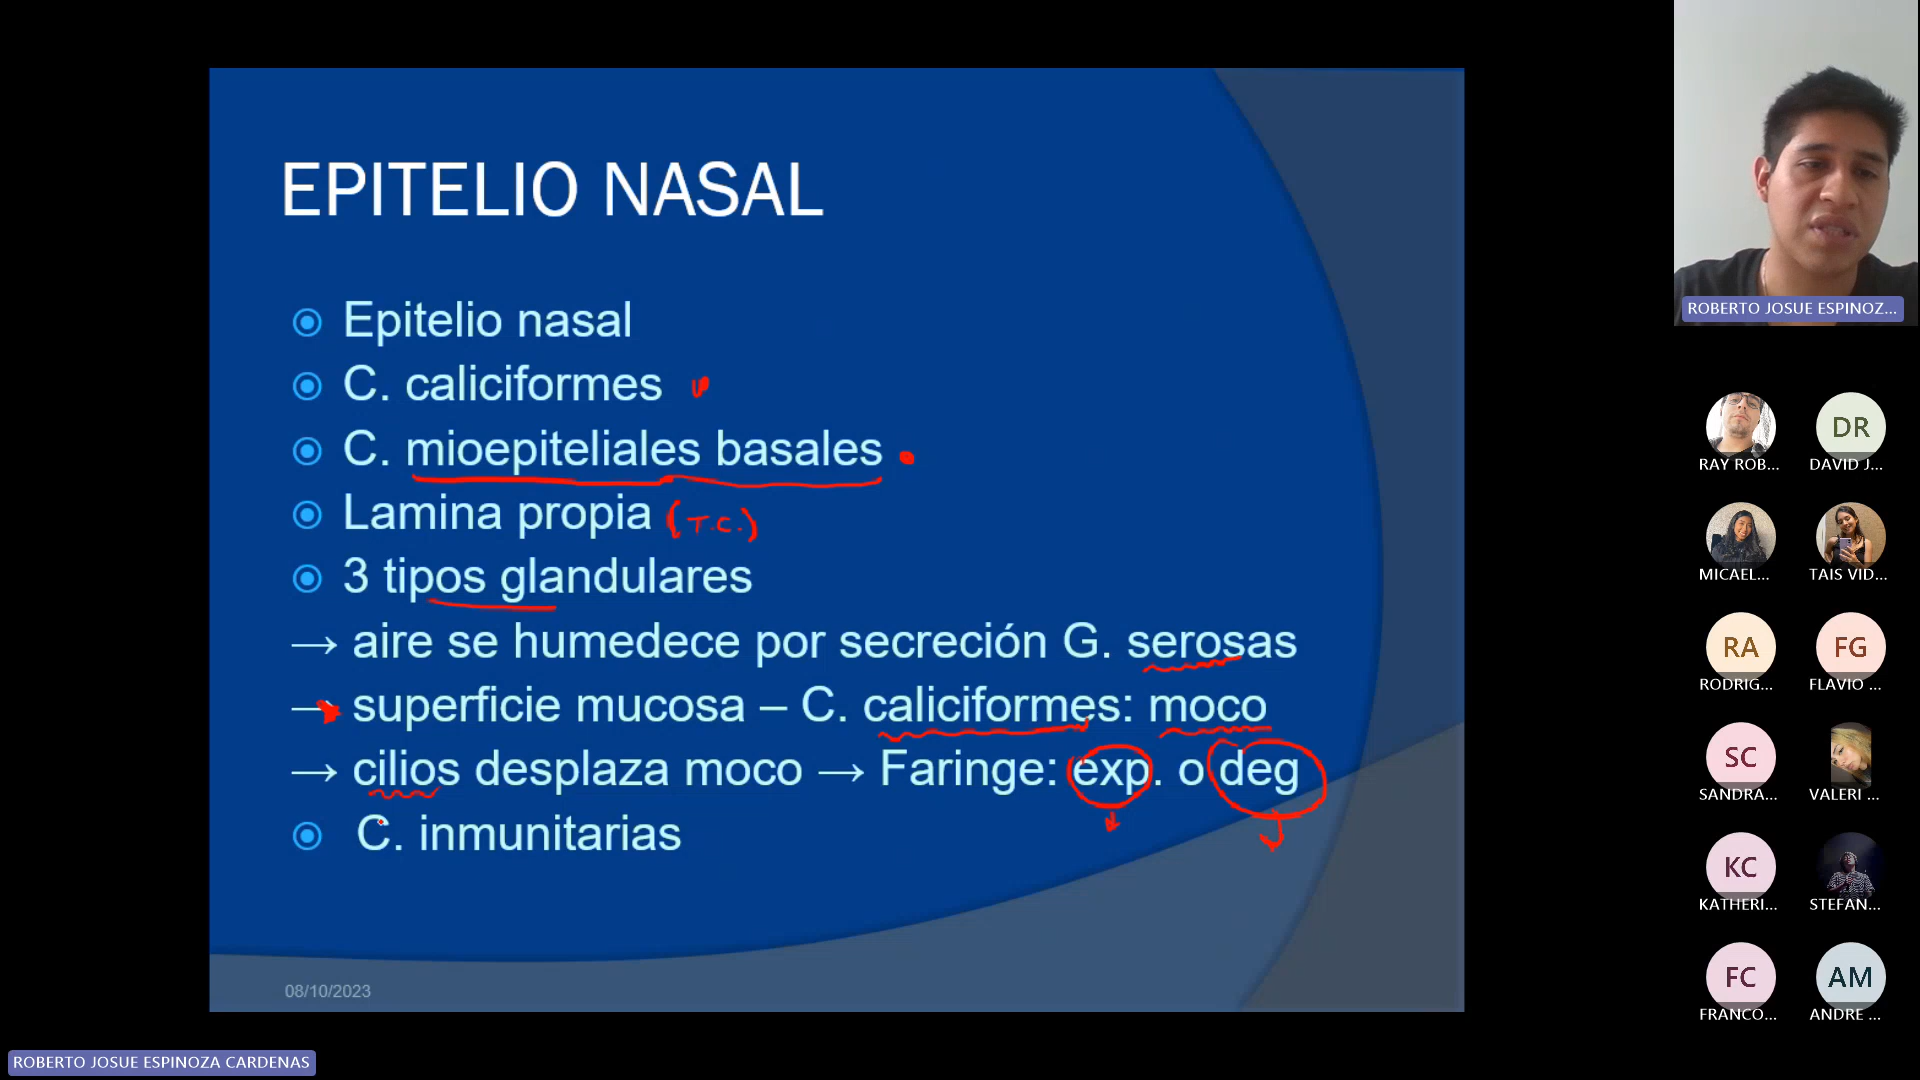 EPITELIO NASAL
Epitelio nasal
C. caliciformes
C. mioepiteliales basales
Lamina propia (T.C.)
3 tipos glandulares
→ aire se humedece por secreción G. serosas
→ superficie mucosa – C. caliciformes: moco
→ cilios desplaza moco → Faringe: exp. o deg
C. inmunitarias
08/10/2023
ROBERTO JOSUE ESPINOZ...
RAY ROB...
DR
DAVID J...
MICAEL...
TAIS VID...
RA
RODRIG...
FG
FLAVIO ...
SC
SANDRA...
VALERI ...
KC
KATHERI...
STEFAN...
FC
FRANCO...
AM
ANDRE ...
ROBERTO JOSUE ESPINOZA CARDENAS